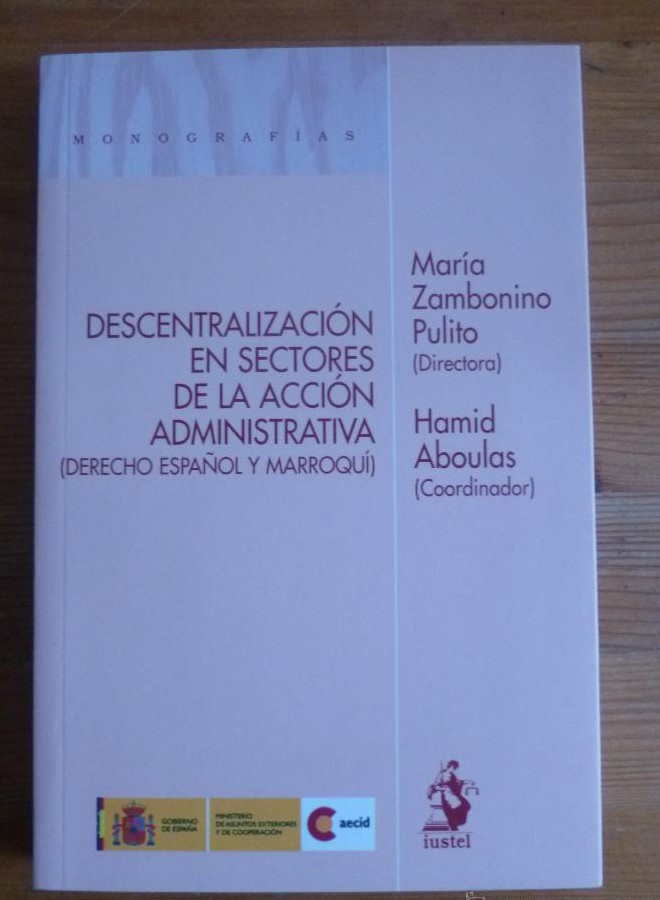 MONOGRAFÍAS
DESCENTRALIZACIÓN
EN SECTORES
DE LA ACCIÓN
ADMINISTRATIVA
(DERECHO ESPAÑOL Y MARROQUÍ)
María
Zambonino
Pulito
(Directora)
Hamid
Aboulas
(Coordinador)
GOBIERNO
DE ESPAÑA
MINISTERIO
DE ASUNTOS EXTERIORES
Y DE COOPERACIÓN
aecid
iustel